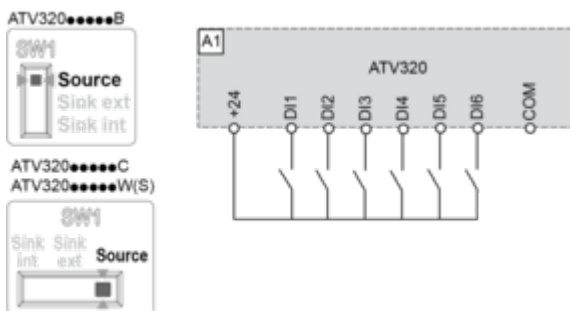 ATV320●●●●●B
SW1
Source
Sink ext
Sink int
ATV320●●●●●C
ATV320●●●●●W(S)
SW1
Sink int
Sink ext
Source
A1
ATV320
+24
DI1
DI2
DI3
DI4
DI5
DI6
COM